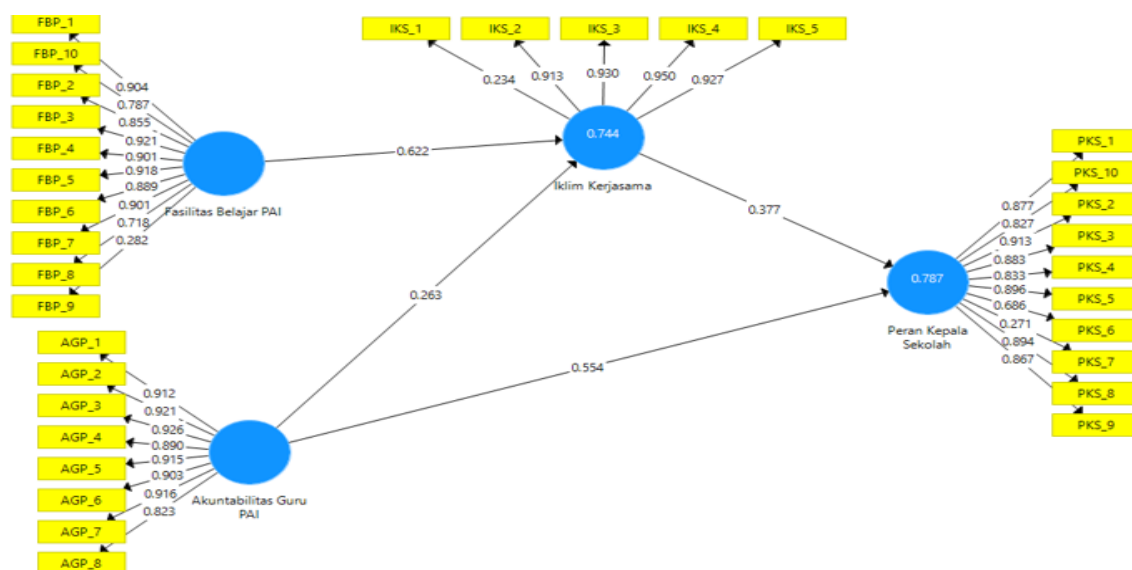 FBP_1
FBP_10
FBP_2
FBP_3
FBP_4
FBP_5
FBP_6
FBP_7
FBP_8
FBP_9
0.904
0.787
0.855
0.921
0.901
0.918
0.889
0.901
0.718
0.282
Fasilitas Belajar PAI
IKS_1
IKS_2
IKS_3
IKS_4
IKS_5
0.234
0.913
0.930
0.950
0.927
0.744
Iklim Kerjasama
0.622
0.263
0.377
0.554
AGP_1
AGP_2
AGP_3
AGP_4
AGP_5
AGP_6
AGP_7
AGP_8
0.912
0.921
0.926
0.890
0.915
0.903
0.916
0.823
Akuntabilitas Guru
PAI
0.787
Peran Kepala
Sekolah
0.877
0.827
0.913
0.883
0.833
0.896
0.686
0.271
0.894
0.867
PKS_1
PKS_10
PKS_2
PKS_3
PKS_4
PKS_5
PKS_6
PKS_7
PKS_8
PKS_9